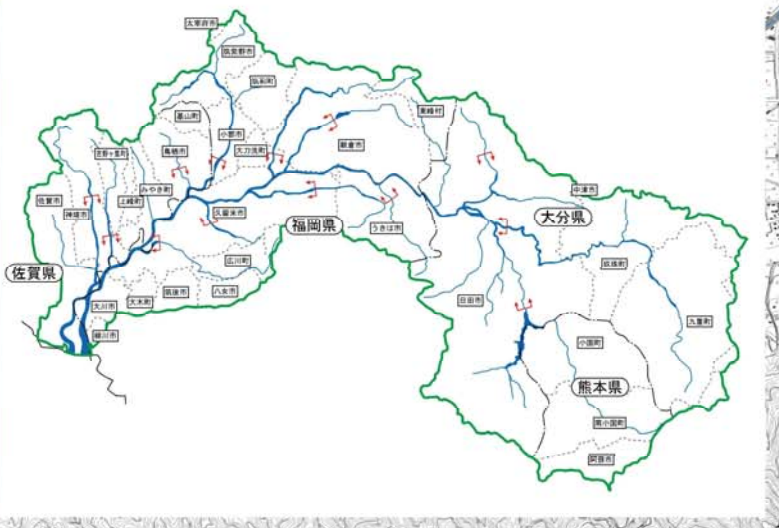 太宰府市
筑紫野市
筑前町
基山町
小郡市
東峰村
朝倉市
大刀洗町
鳥栖市
吉野ヶ里町
みやき町
上峰町
佐賀市
神埼市
久留米市
うきは市
中津市
大分県
福岡県
佐賀県
広川町
八女市
筑後市
大木町
大川市
柳川市
日田市
玖珠町
九重町
小国町
熊本県
南小国町
阿蘇市